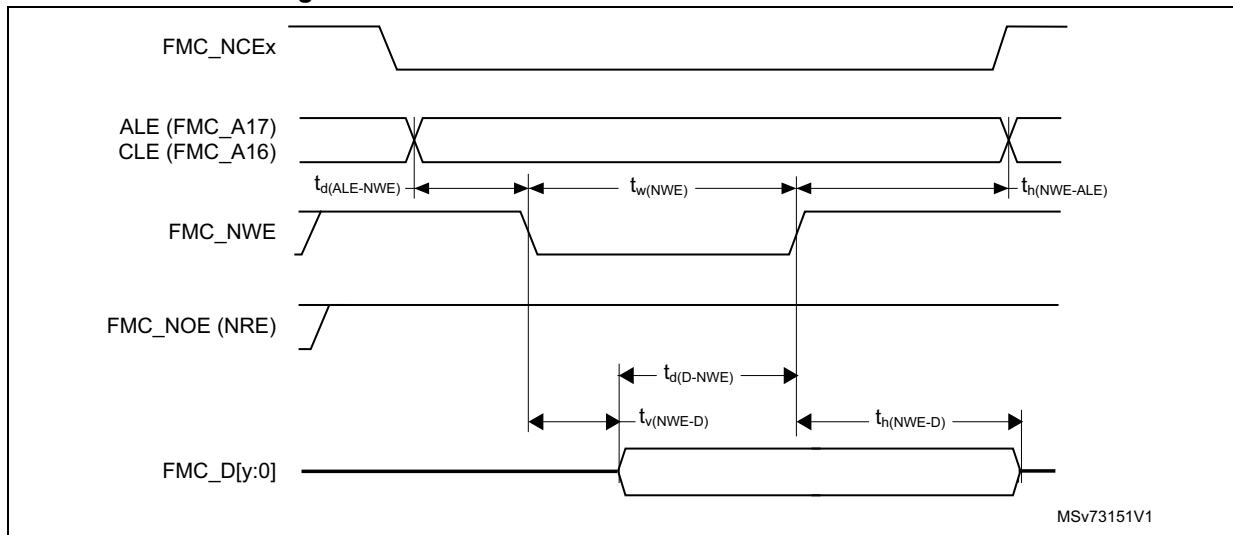 g
FMC_NCEx
ALE (FMC_A17)
CLE (FMC_A16)
td(ALE-NWE)
tw(NWE)
th(NWE-ALE)
FMC_NWE
FMC_NOE (NRE)
td(D-NWE)
tv(NWE-D)
th(NWE-D)
FMC_D[y:0]
MSv73151V1